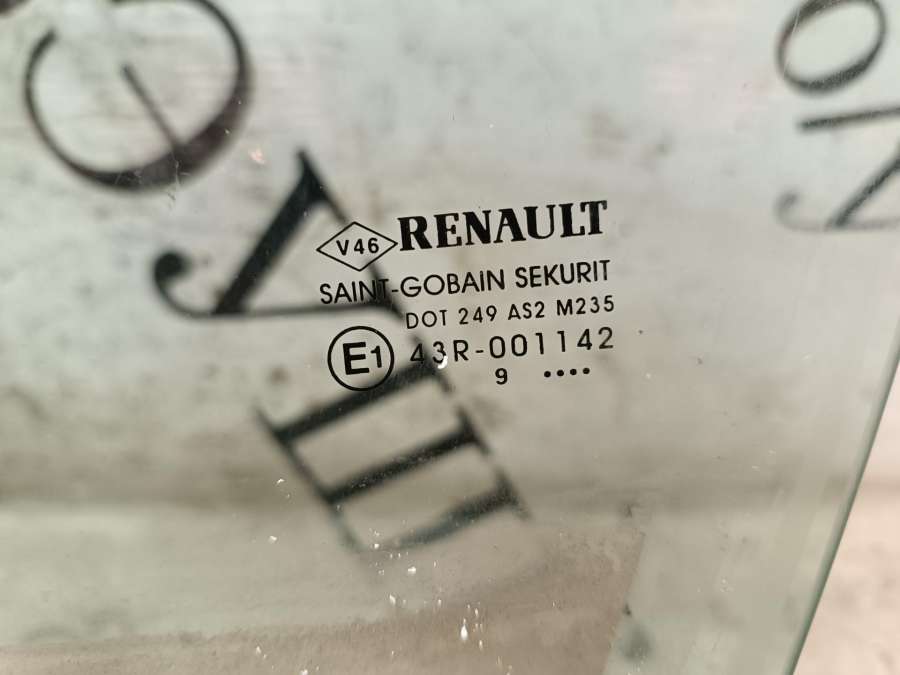 V46 RENAULT
SAINT-GOBAIN SEKURIT
DOT 249 AS2 M235
E1 43R-001142
9 ••••